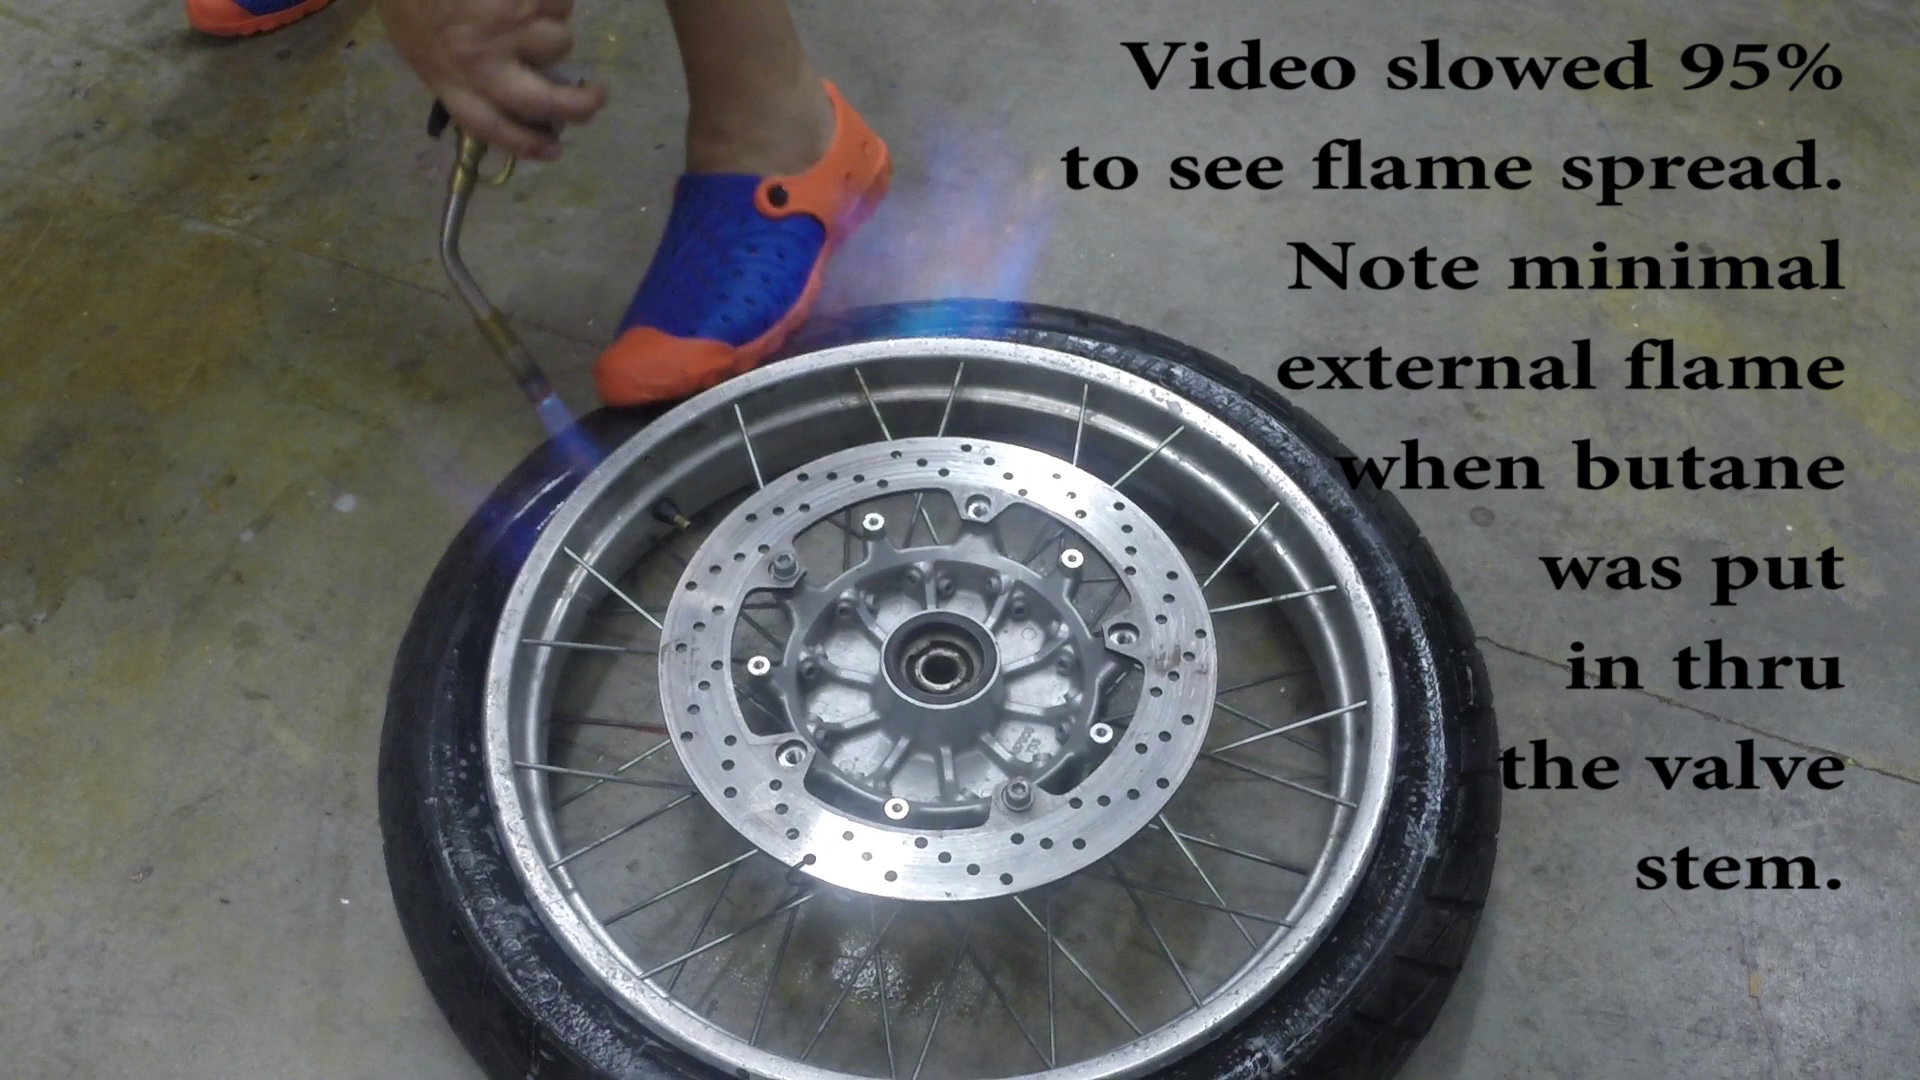 Video slowed 95%
to see flame spread.
Note minimal
external flame
when butane
was put
in thru
the valve
stem.